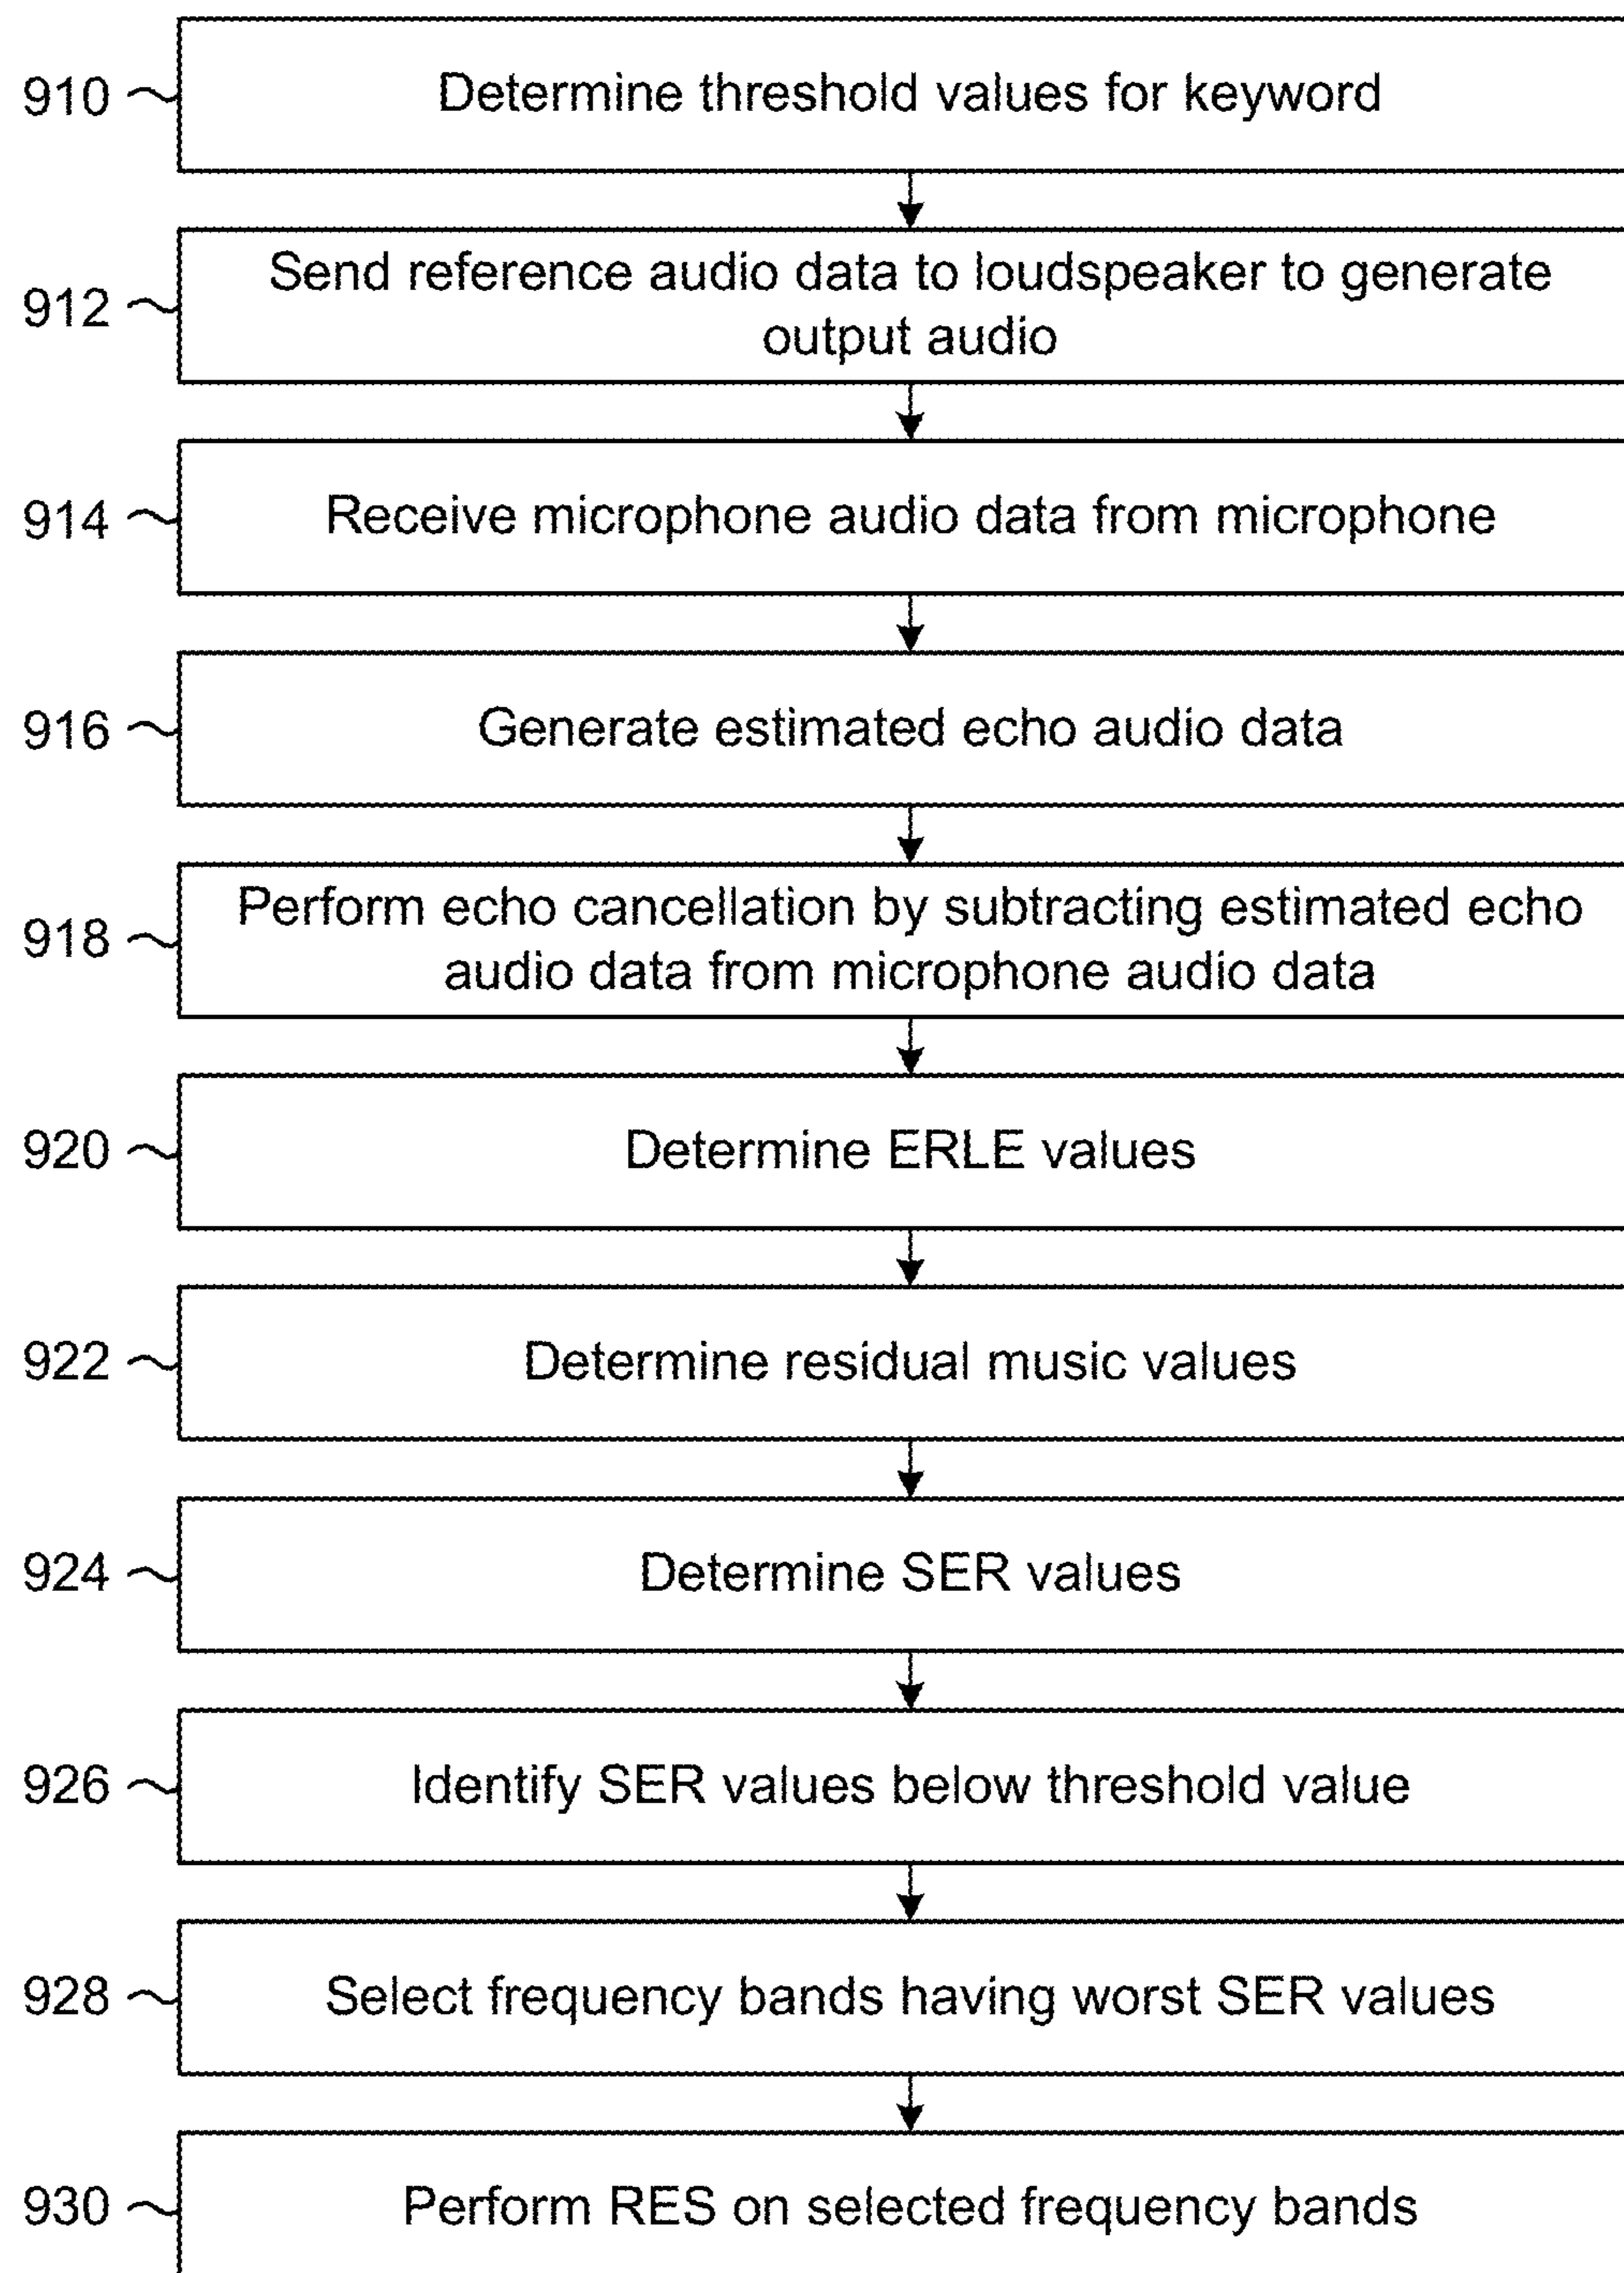 910
Determine threshold values for keyword
912
Send reference audio data to loudspeaker to generate
output audio
914
Receive microphone audio data from microphone
916
Generate estimated echo audio data
918
Perform echo cancellation by subtracting estimated echo
audio data from microphone audio data
920
Determine ERLE values
922
Determine residual music values
924
Determine SER values
926
Identify SER values below threshold value
928
Select frequency bands having worst SER values
930
Perform RES on selected frequency bands